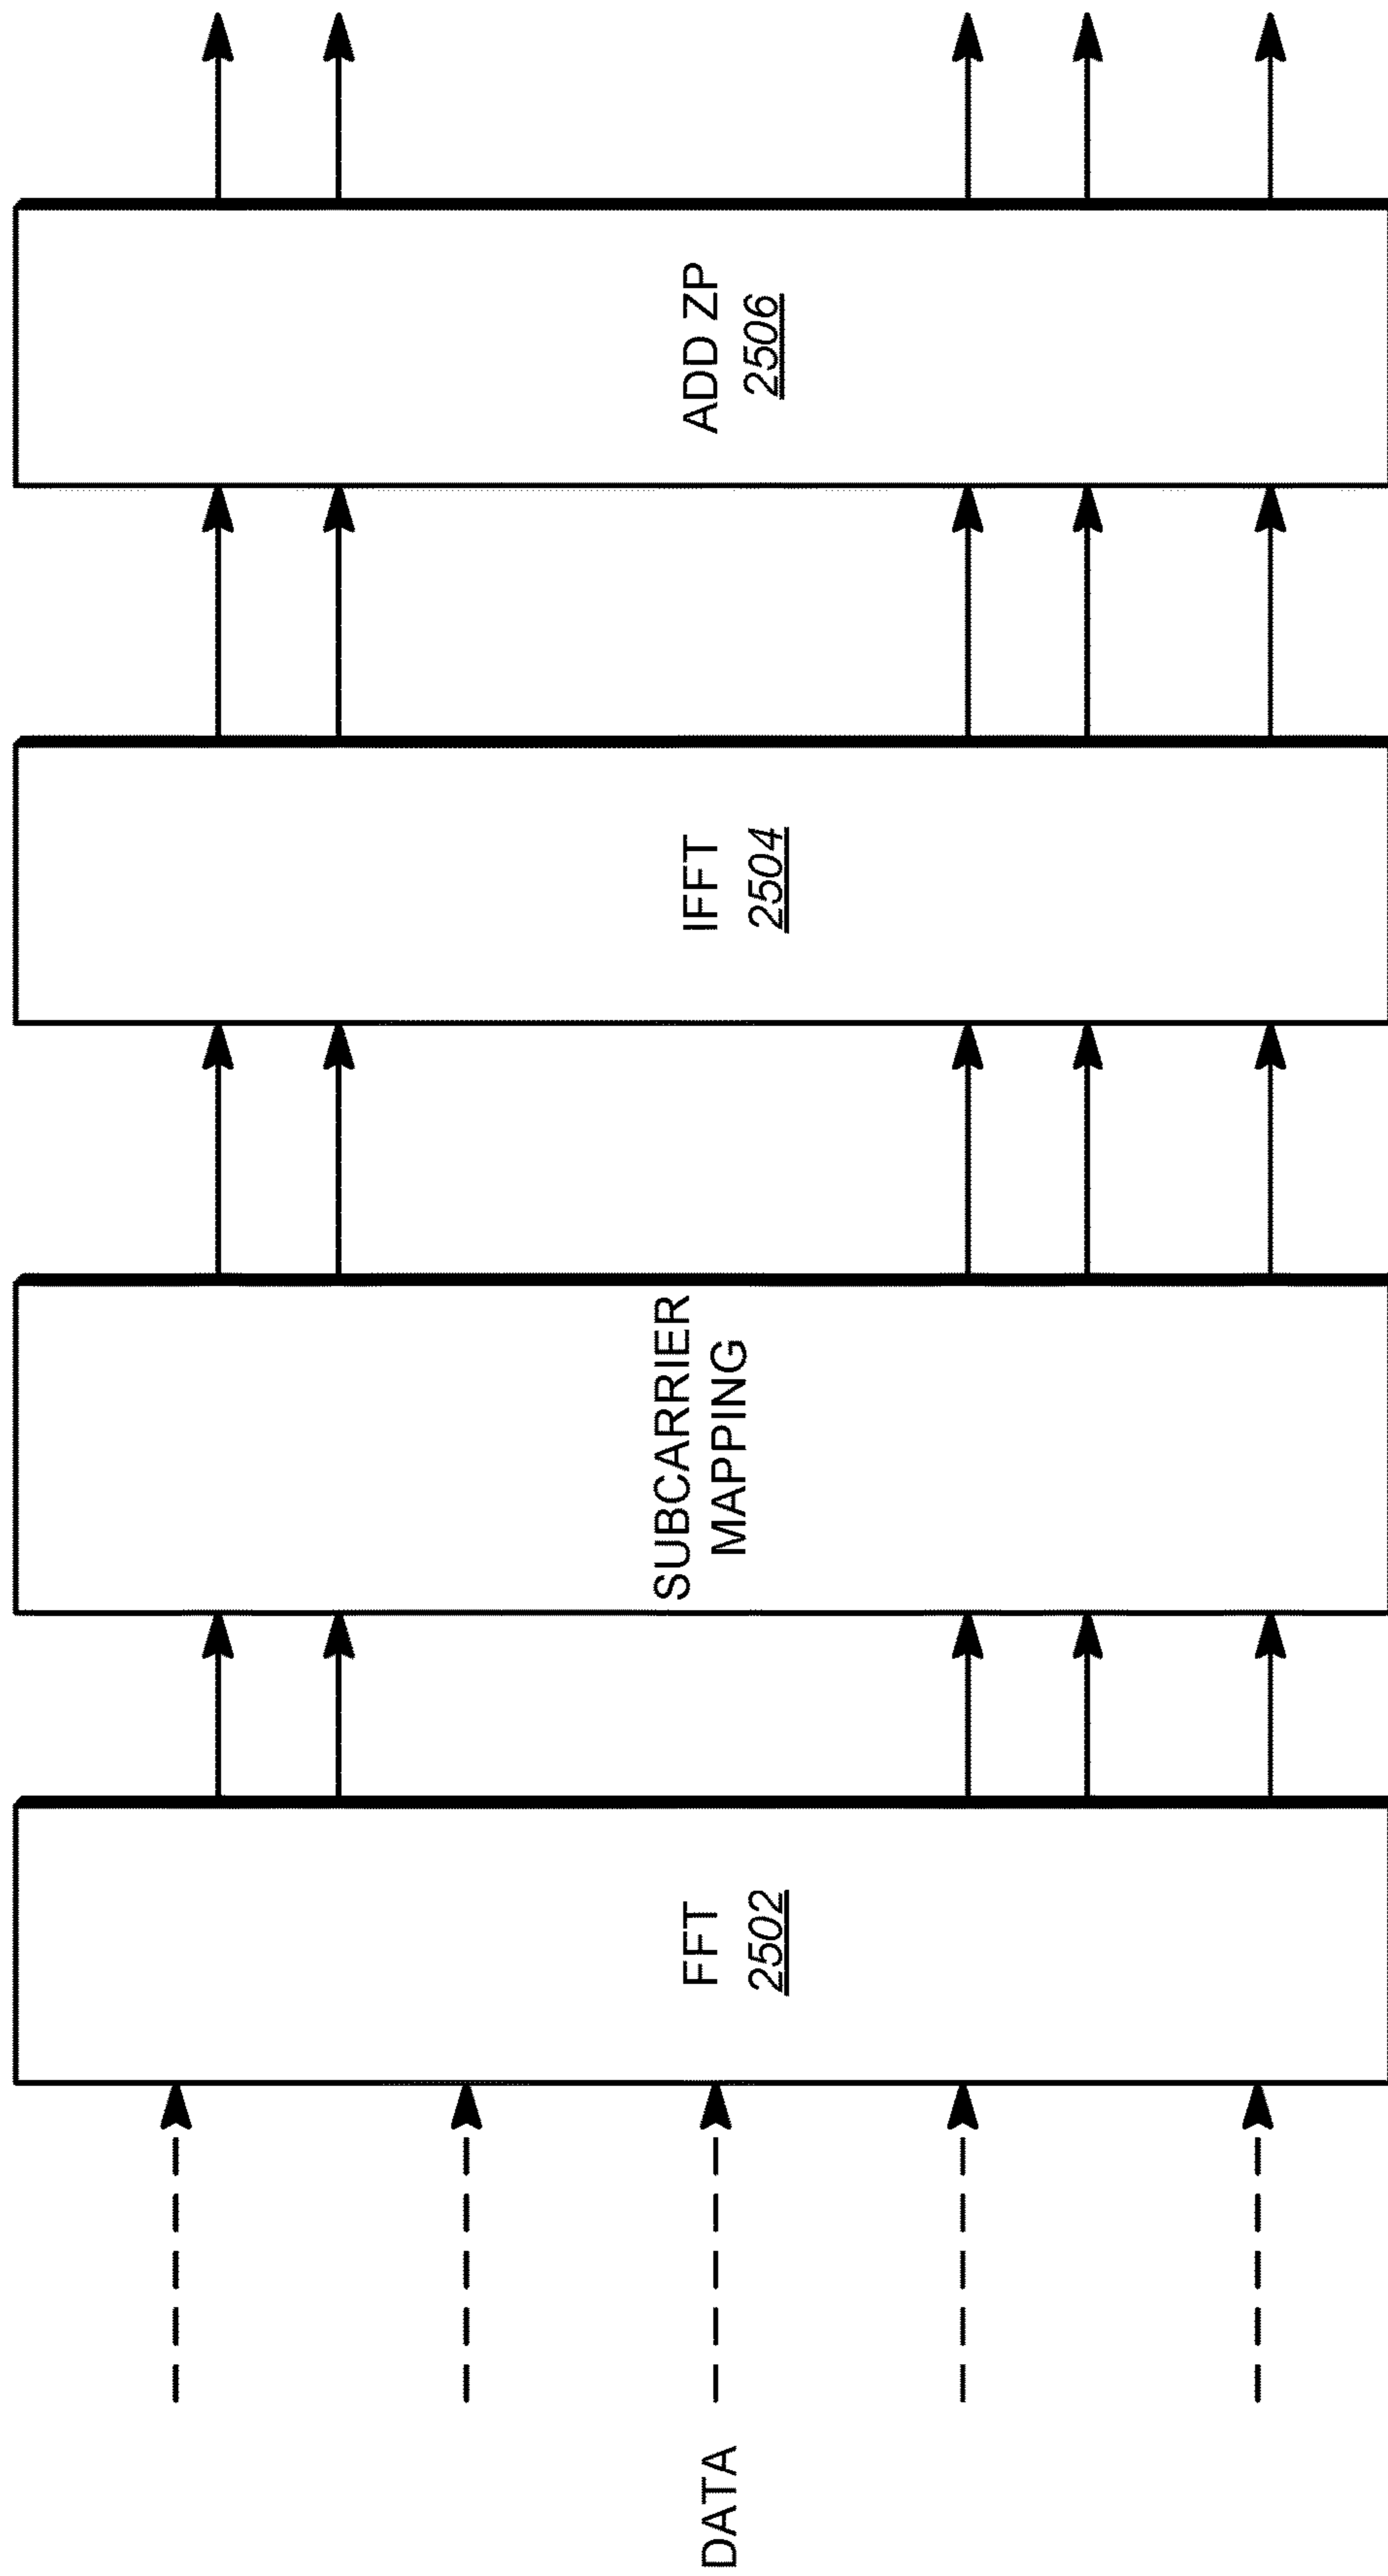 DATA
FFT
2502
SUBCARRIER
MAPPING
IFFT
2504
ADD ZP
2506